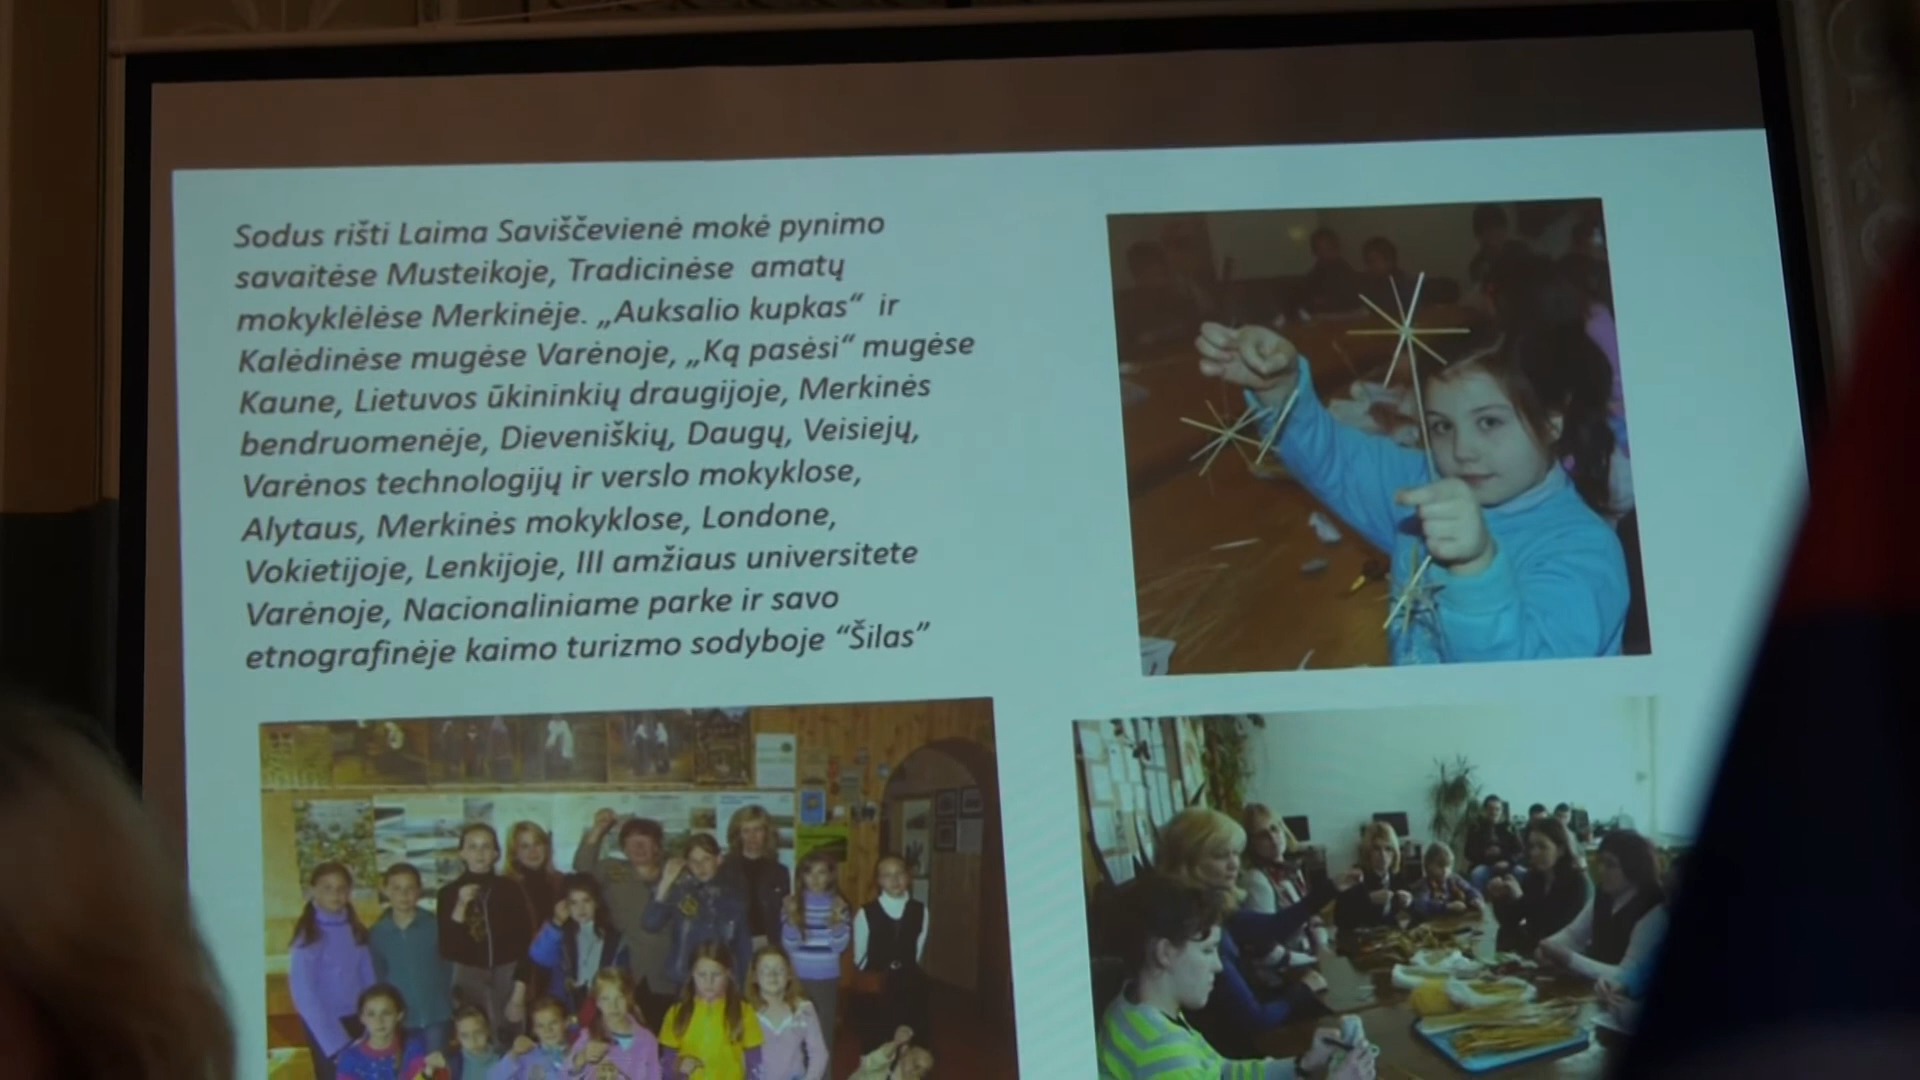 Sodus rišti Laima Saviščevienė mokė pynimo
savaitėse Musteikoje, Tradicinėse amatų
mokyklėlėse Merkinėje. „Auksalio kupkas“ ir
Kalėdinėse mugėse Varėnoje, „Ką pasėsi“ mugėse
Kaune, Lietuvos ūkininkių draugijoje, Merkinės
bendruomenėje, Dieveniškių, Daugų, Veisiejų,
Varėnos technologijų ir verslo mokyklose,
Alytaus, Merkinės mokyklose, Londone,
Vokietijoje, Lenkijoje, III amžiaus universitete
Varėnoje, Nacionaliniame parke ir savo
etnografinėje kaimo turizmo sodyboje “Šilas”